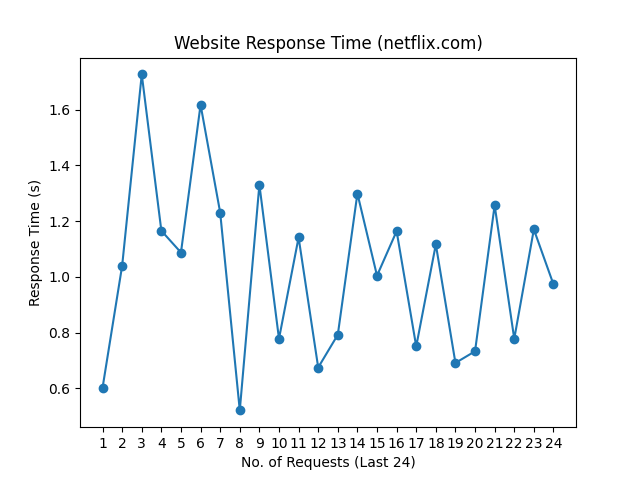 Website Response Time (netflix.com)
Response Time (s)
1.6
1.4
1.2
1.0
0.8
0.6
1 2 3 4 5 6 7 8 9 10 11 12 13 14 15 16 17 18 19 20 21 22 23 24
No. of Requests (Last 24)